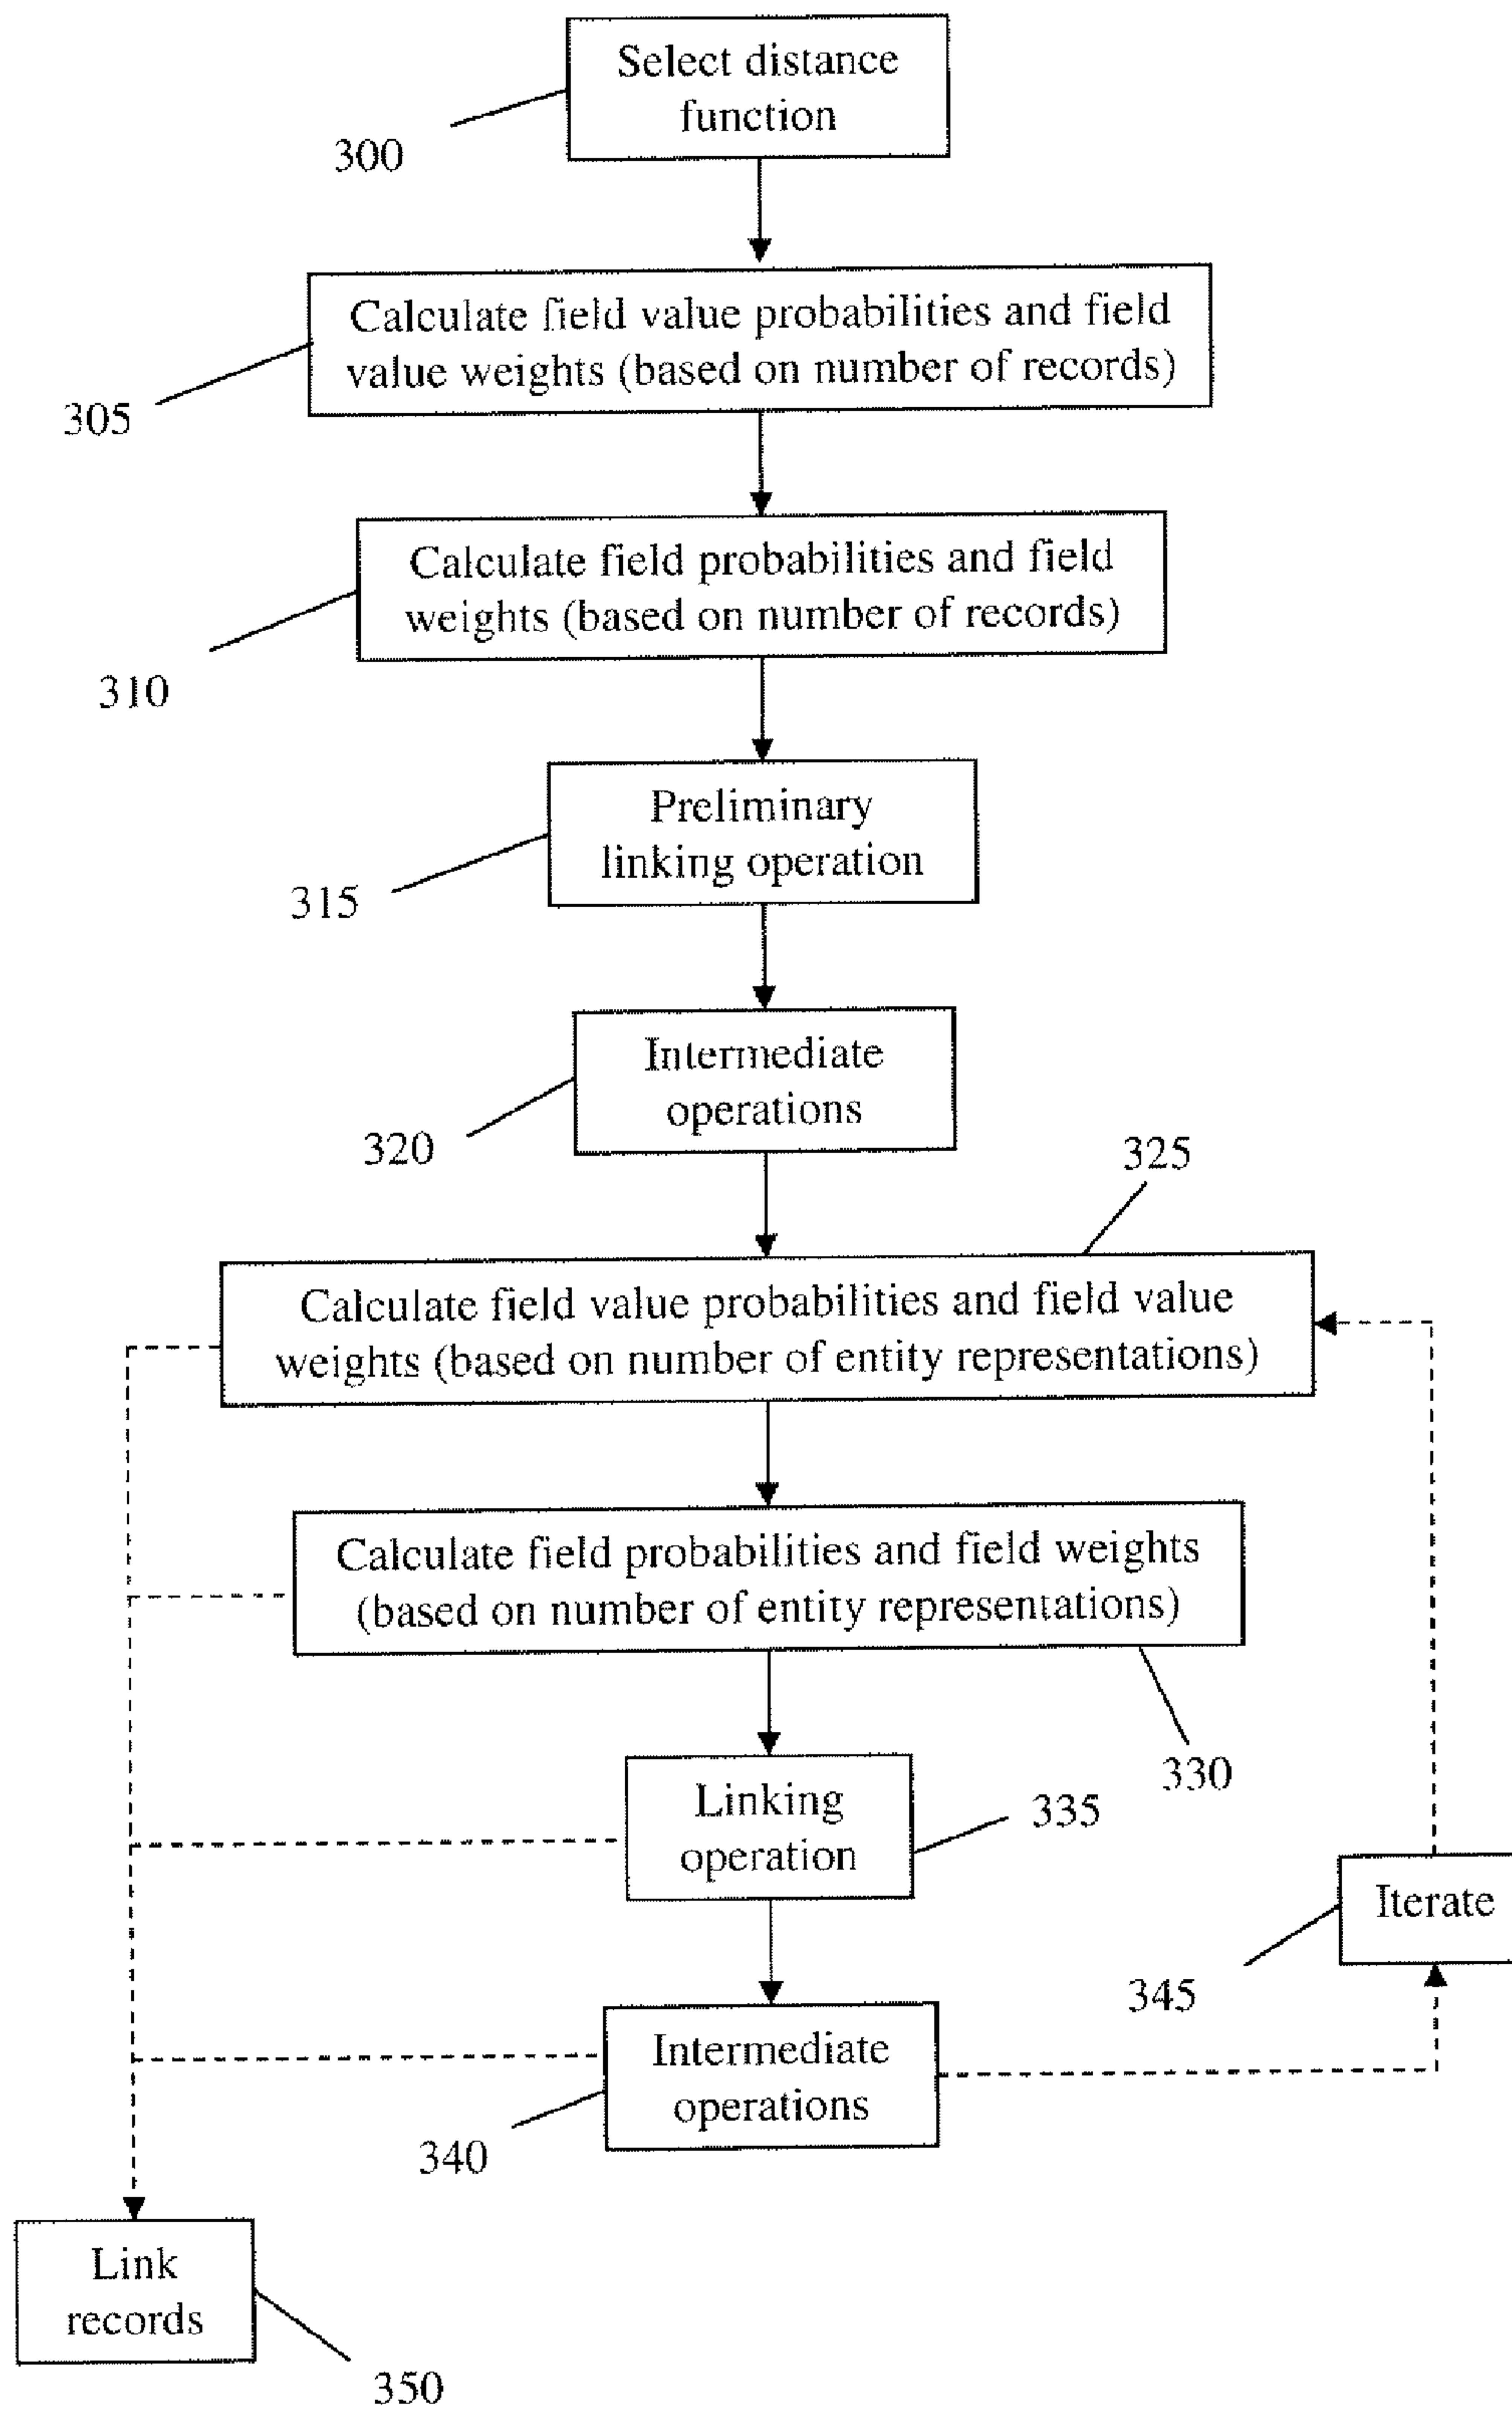 Select distance
function
300
Calculate field value probabilities and field
value weights (based on number of records)
305
Calculate field probabilities and field
weights (based on number of records)
310
Preliminary
linking operation
315
Intermediate
operations
320
325
Calculate field value probabilities and field value
weights (based on number of entity representations)
Calculate field probabilities and field weights
(based on number of entity representations)
330
Linking
operation
335
Iterate
345
Intermediate
operations
340
Link
records
350